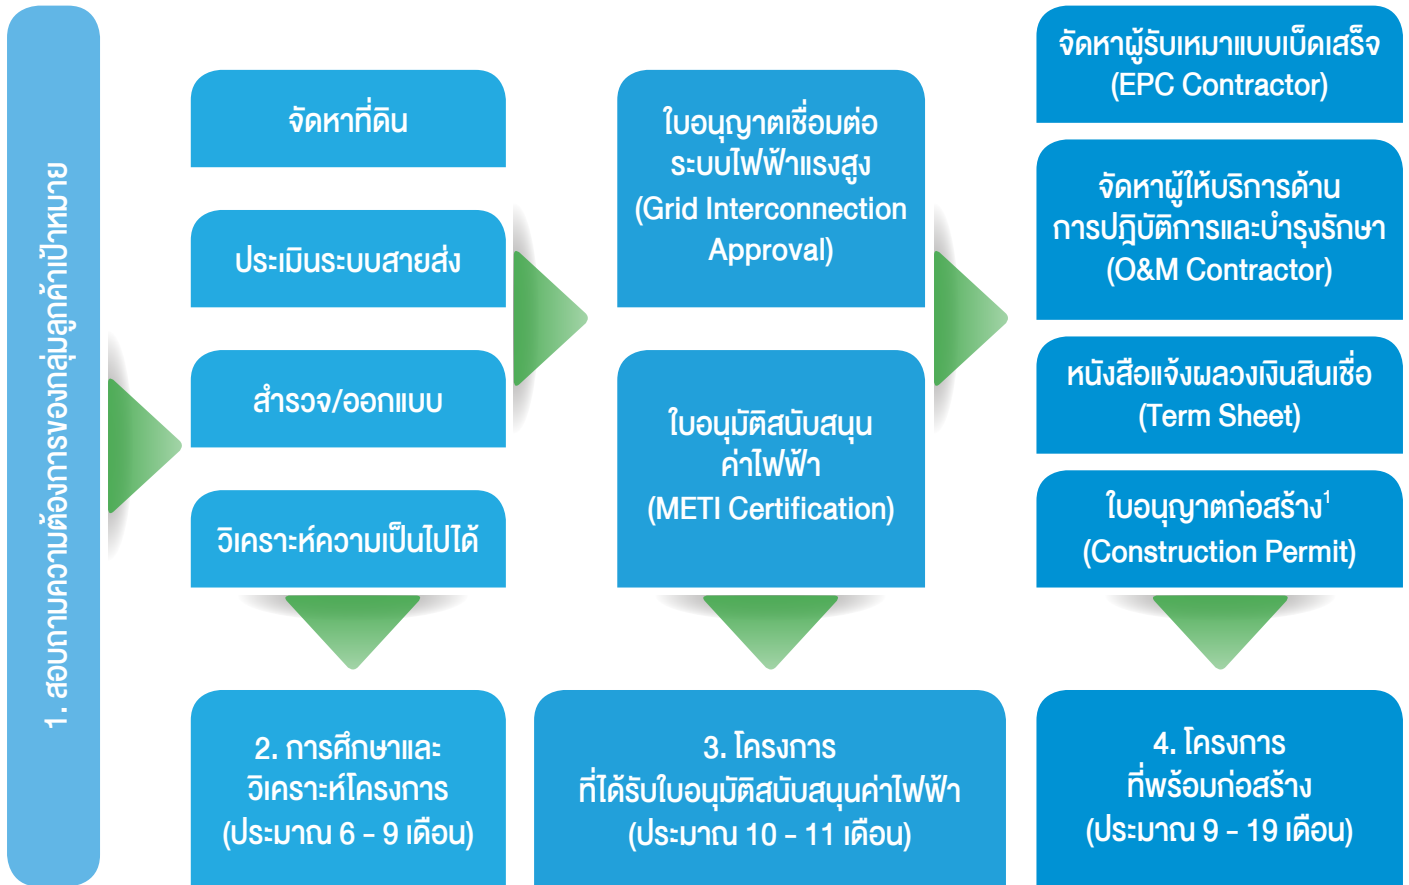 1. สอบถามความต้องการของกลุ่มลูกค้าเป้าหมาย
จัดหาที่ดิน
ประเมินระบบสายส่ง
สำรวจ/ออกแบบ
วิเคราะห์ความเป็นไปได้
2. การศึกษาและ
วิเคราะห์โครงการ
(ประมาณ 6 - 9 เดือน)
ใบอนุญาตเชื่อมต่อ
ระบบไฟฟ้าแรงสูง
(Grid Interconnection
Approval)
ใบอนุมัติสนับสนุน
ค่าไฟฟ้า
(METI Certification)
3. โครงการ
ที่ได้รับใบอนุมัติสนับสนุนค่าไฟฟ้า
(ประมาณ 10 - 11 เดือน)
จัดหาผู้รับเหมาแบบเบ็ดเสร็จ
(EPC Contractor)
จัดหาผู้ให้บริการด้าน
การปฎิบัติการและบำรุงรักษา
(O&M Contractor)
หนังสือแจ้งผลวงเงินสินเชื่อ
(Term Sheet)
ใบอนุญาตก่อสร้าง¹
(Construction Permit)
4. โครงการ
ที่พร้อมก่อสร้าง
(ประมาณ 9 - 19 เดือน)